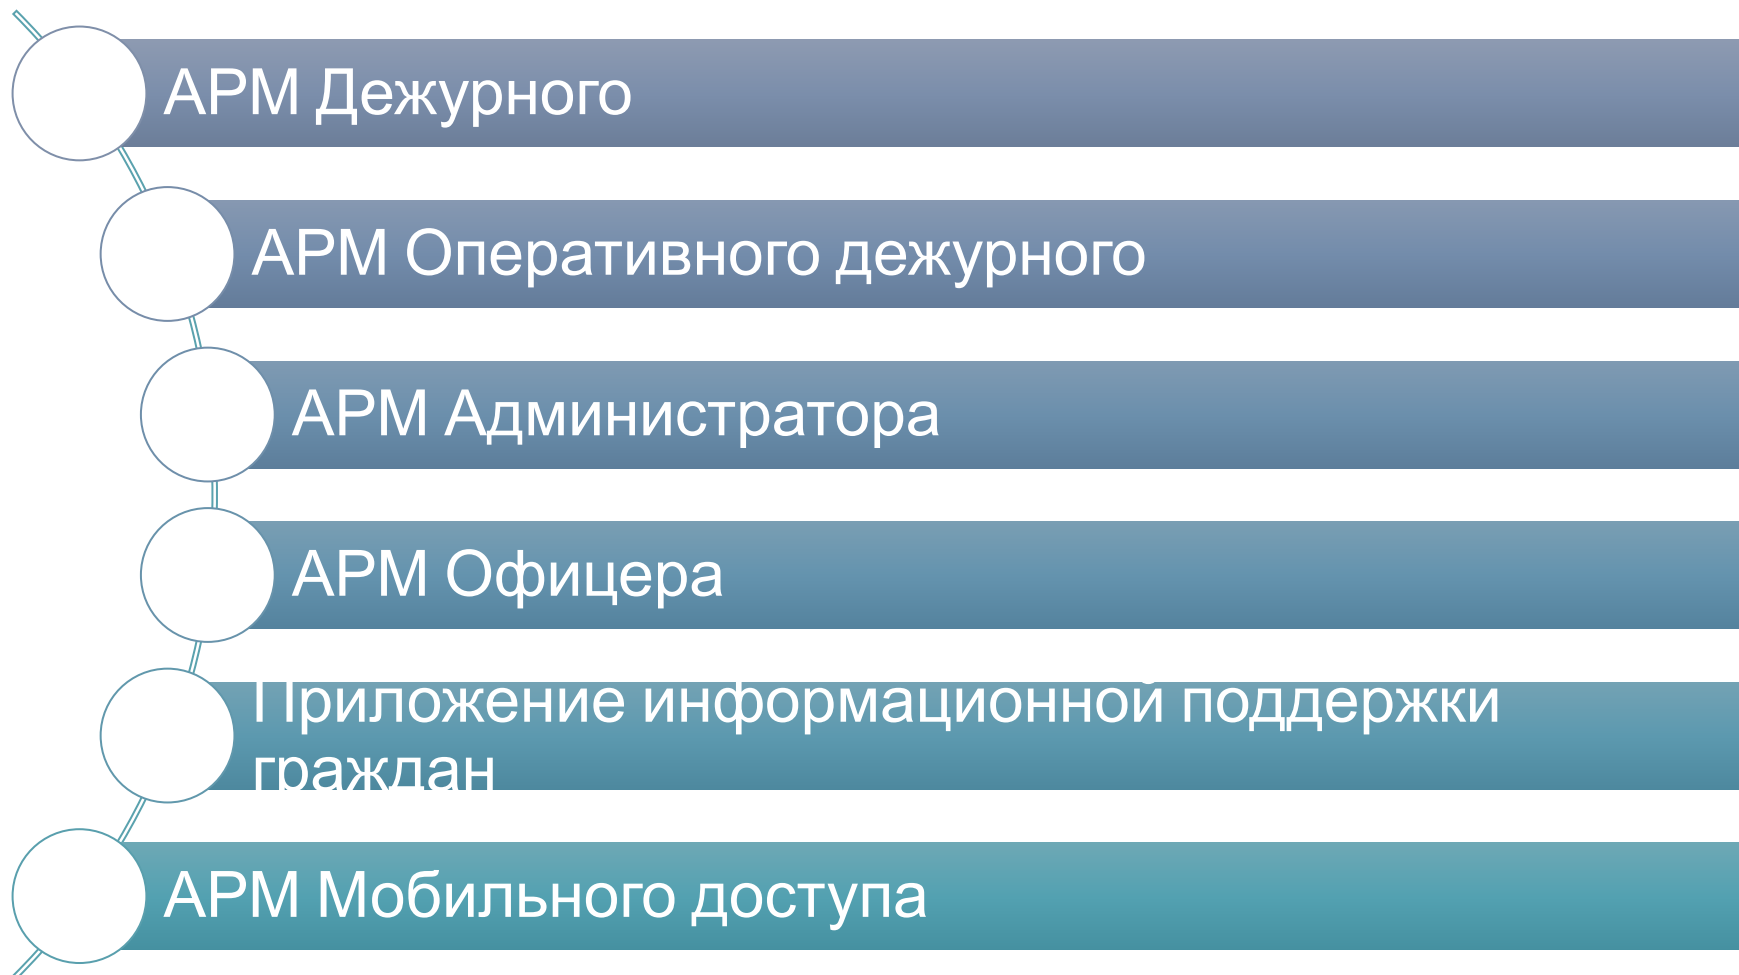 АРМ Дежурного
АРМ Оперативного дежурного
АРМ Администратора
АРМ Офицера
Приложение информационной поддержки
граждан
АРМ Мобильного доступа